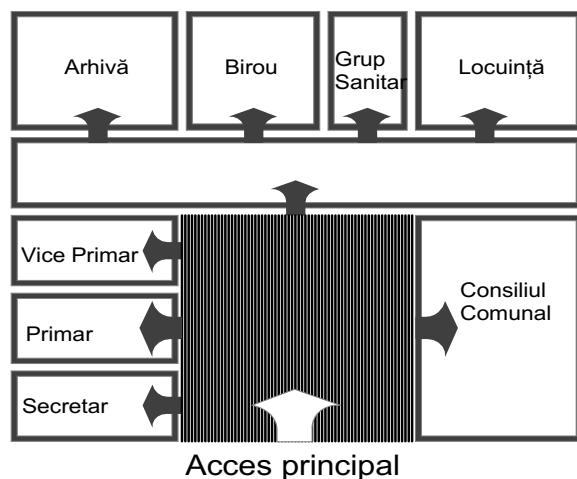 Arhivă
Birou
Grup
Sanitar
Locuință
Vice Primar
Primar
Secretar
Consiliul
Comunal
Acces principal